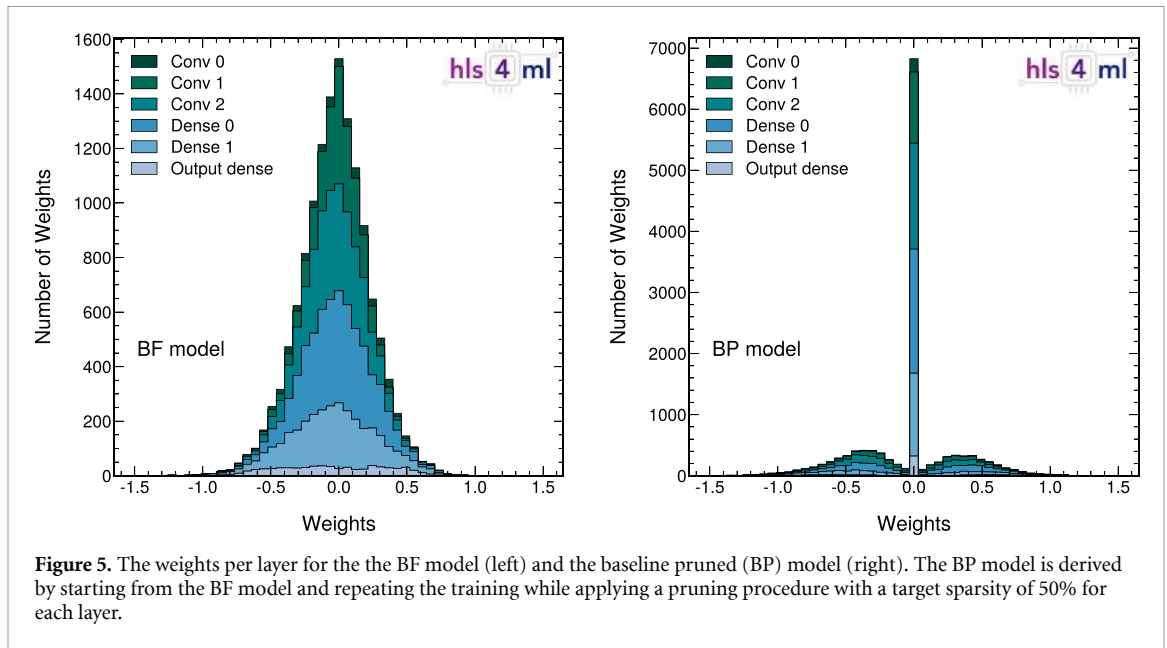 1600
1400
1200
1000
800
600
400
200
0
Number of Weights
Conv 0
Conv 1
Conv 2
Dense 0
Dense 1
Output dense
hls 4 ml
BF model
-1.5 -1.0 -0.5 0.0 0.5 1.0 1.5
Weights
7000
6000
5000
4000
3000
2000
1000
0
Number of Weights
Conv 0
Conv 1
Conv 2
Dense 0
Dense 1
Output dense
hls 4 ml
BP model
-1.5 -1.0 -0.5 0.0 0.5 1.0 1.5
Weights
Figure 5. The weights per layer for the the BF model (left) and the baseline pruned (BP) model (right). The BP model is derived
by starting from the BF model and repeating the training while applying a pruning procedure with a target sparsity of 50% for
each layer.